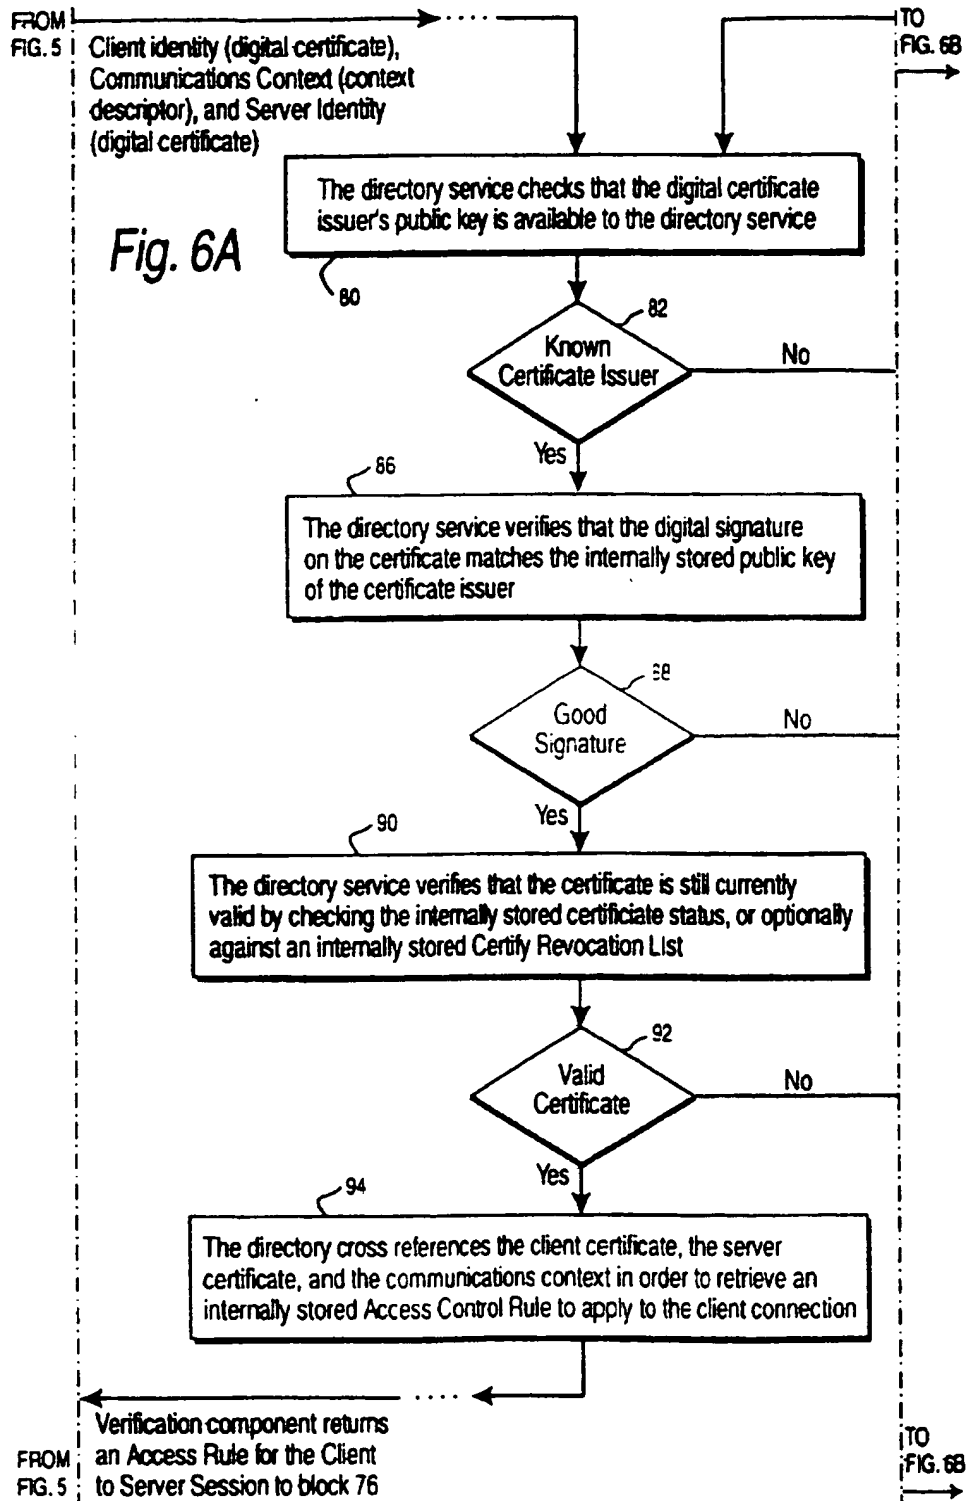 FROM
FIG. 5
TO
FIG. 6B
Client identity (digital certificate),
Communications Context (context
descriptor), and Server Identity
(digital certificate)
The directory service checks that the digital certificate
issuer's public key is available to the directory service
Fig. 6A
80
82
Known
Certificate Issuer
No
Yes
86
The directory service verifies that the digital signature
on the certificate matches the internally stored public key
of the certificate issuer
88
Good
Signature
No
Yes
90
The directory service verifies that the certificate is still currently
valid by checking the internally stored certificiate status, or optionally
against an internally stored Certify Revocation List
92
Valid
Certificate
No
Yes
94
The directory cross references the client certificate, the server
certificate, and the communications context in order to retrieve an
internally stored Access Control Rule to apply to the client connection
Verification component returns
an Access Rule for the Client
to Server Session to block 76
FROM
FIG. 5
TO
FIG. 6B